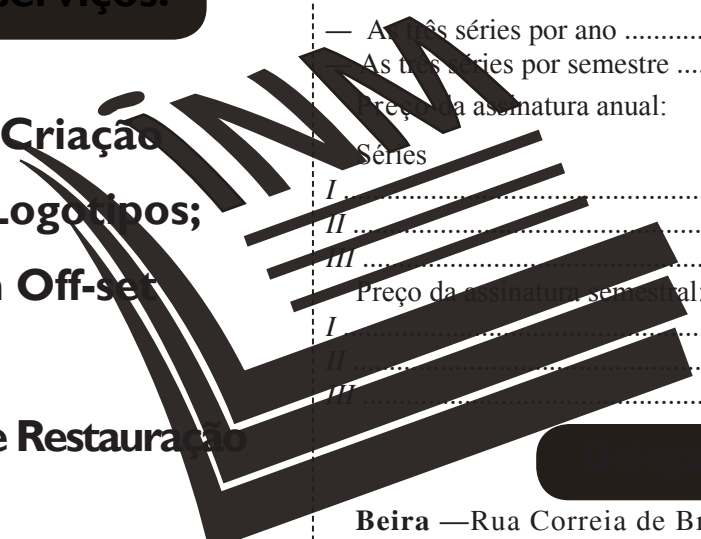 serviços:
Criação
Logotipos;
Off-set
e Restauração
INM
— As três séries por ano ..........
— As três séries por semestre ....
Preço da assinatura anual:
Séries
I ..........
II ..........
III ..........
Preço da assinatura semestral:
I ..........
II ..........
III ..........
Beira —Rua Correia de